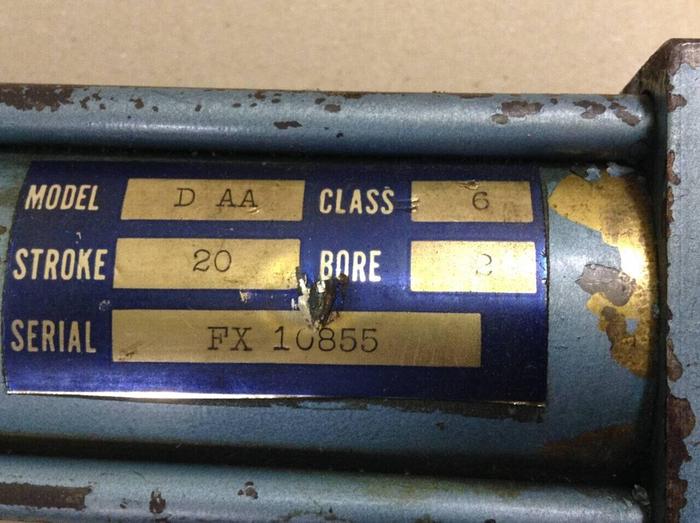 MODEL D AA CLASS 6
STROKE 20 BORE 2
SERIAL FX 10855